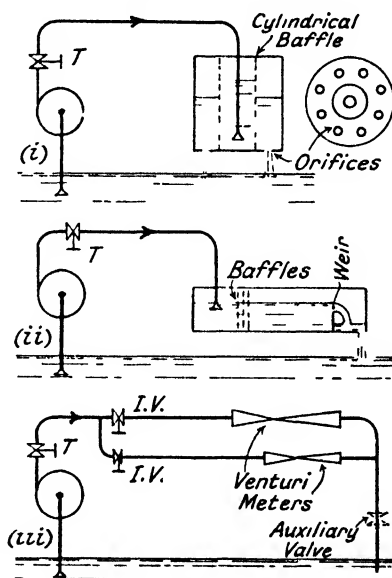 Cylindrical
Baffle
T
Orifices
(i)
T
Baffles
Weir
(ii)
I.V.
T
I.V.
Venturi
Meters
Auxiliary
Valve
(iii)